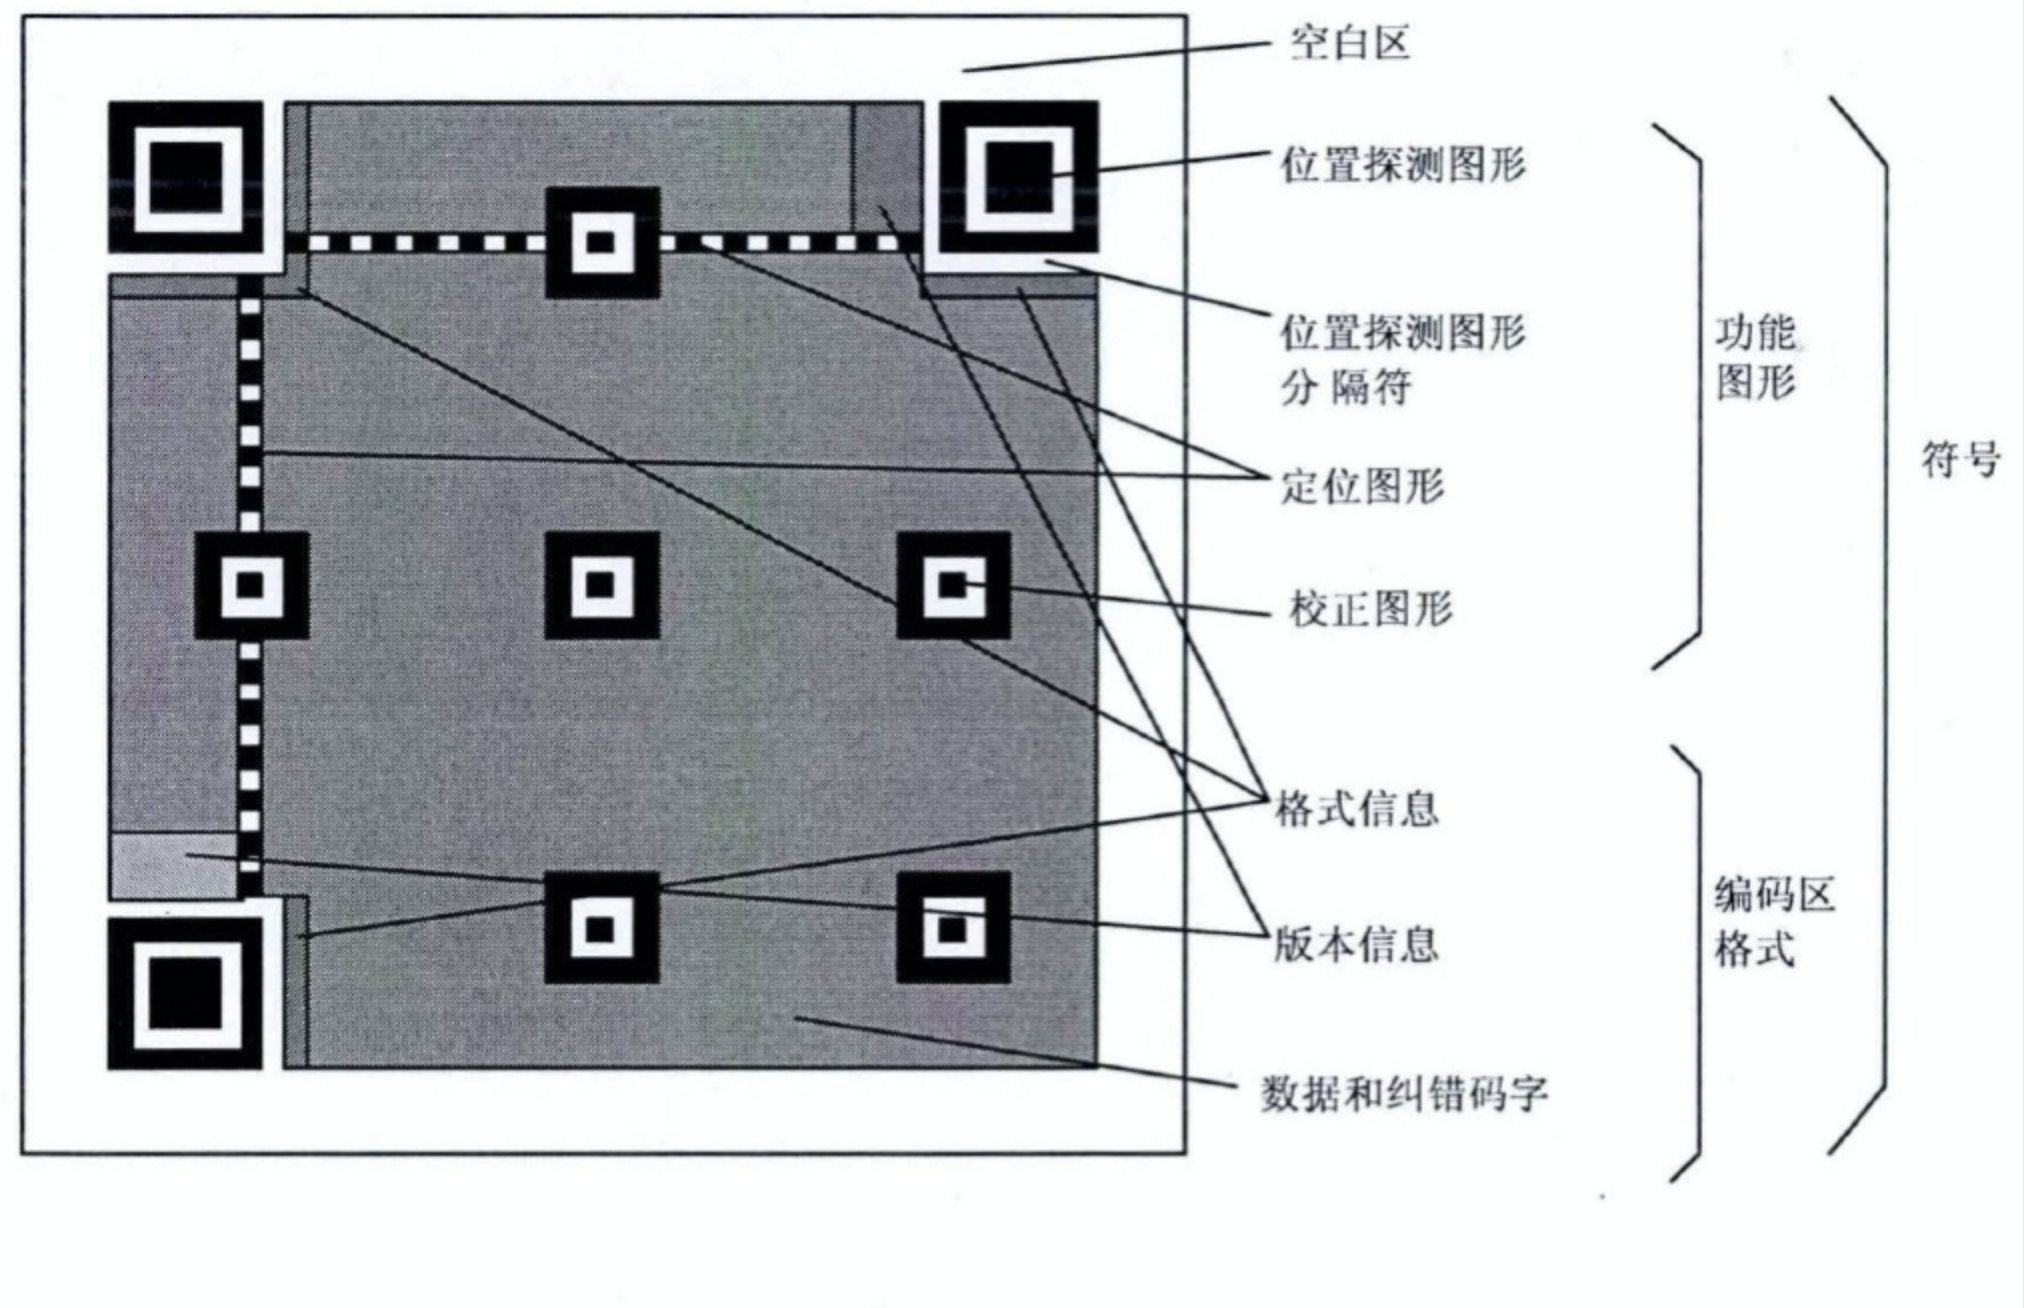 空白区
位置探测图形
位置探测图形
分隔符
定位图形
校正图形
格式信息
版本信息
数据和纠错码字
功能
图形
编码区
格式
符号